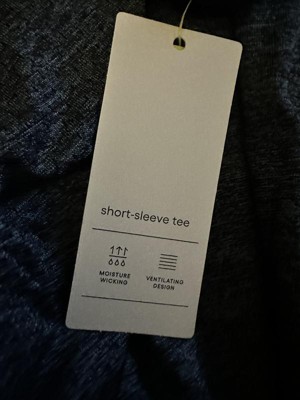 short-sleeve tee
MOISTURE
WICKING
VENTILATING
DESIGN